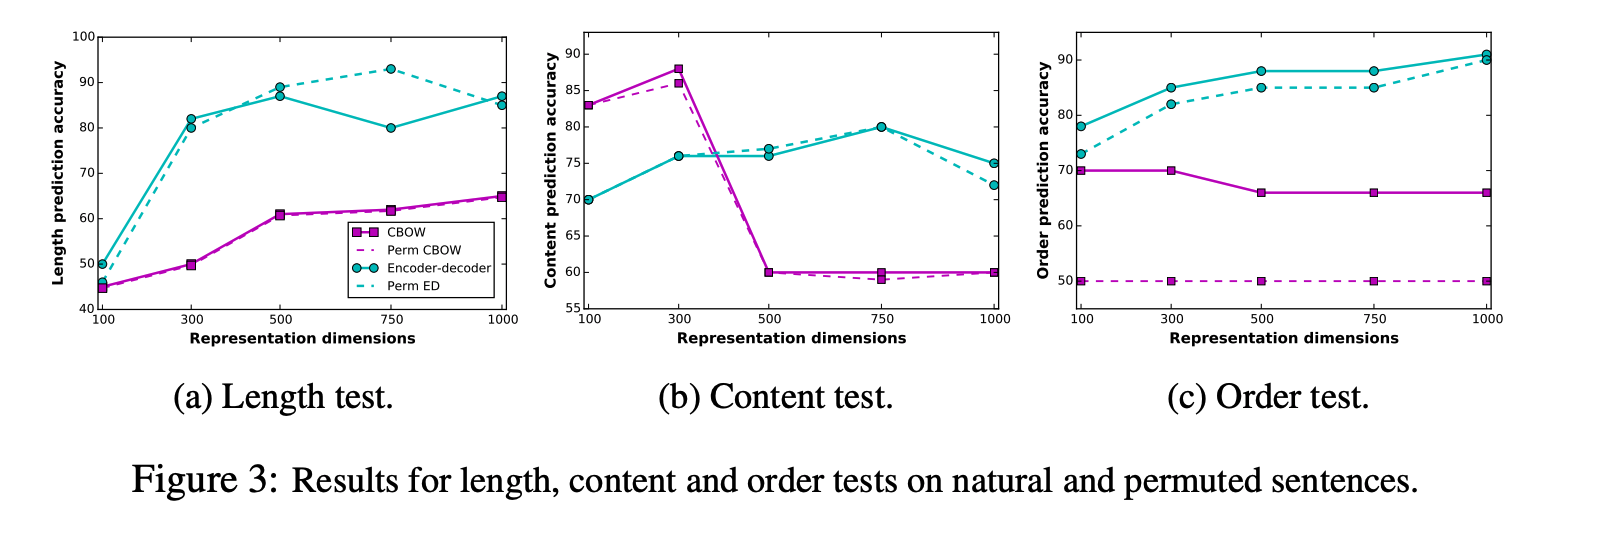 100
90
80
70
60
50
40
Length prediction accuracy
CBOW
Perm CBOW
Encoder-decoder
Perm ED
100 300 500 750 1000
Representation dimensions
(a) Length test.
90
85
80
75
70
65
60
55
Content prediction accuracy
100 300 500 750 1000
Representation dimensions
(b) Content test.
90
80
70
60
50
Order prediction accuracy
100 300 500 750 1000
Representation dimensions
(c) Order test.
Figure 3: Results for length, content and order tests on natural and permuted sentences.